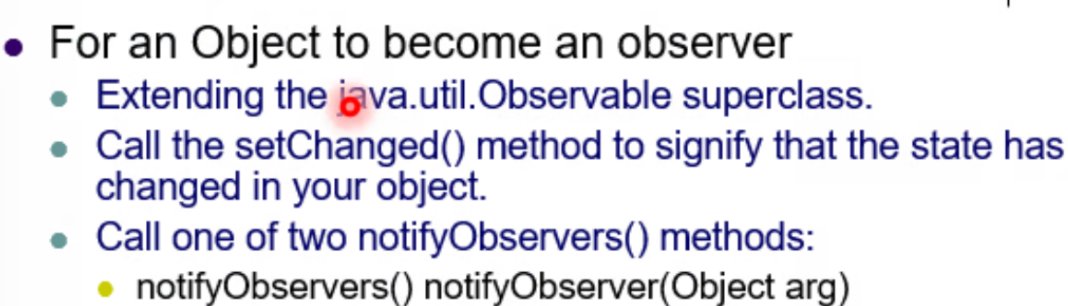 For an Object to become an observer
Extending the java.util.Observable superclass.
Call the setChanged() method to signify that the state has
changed in your object.
Call one of two notifyObservers() methods:
notifyObservers() notifyObserver(Object arg)